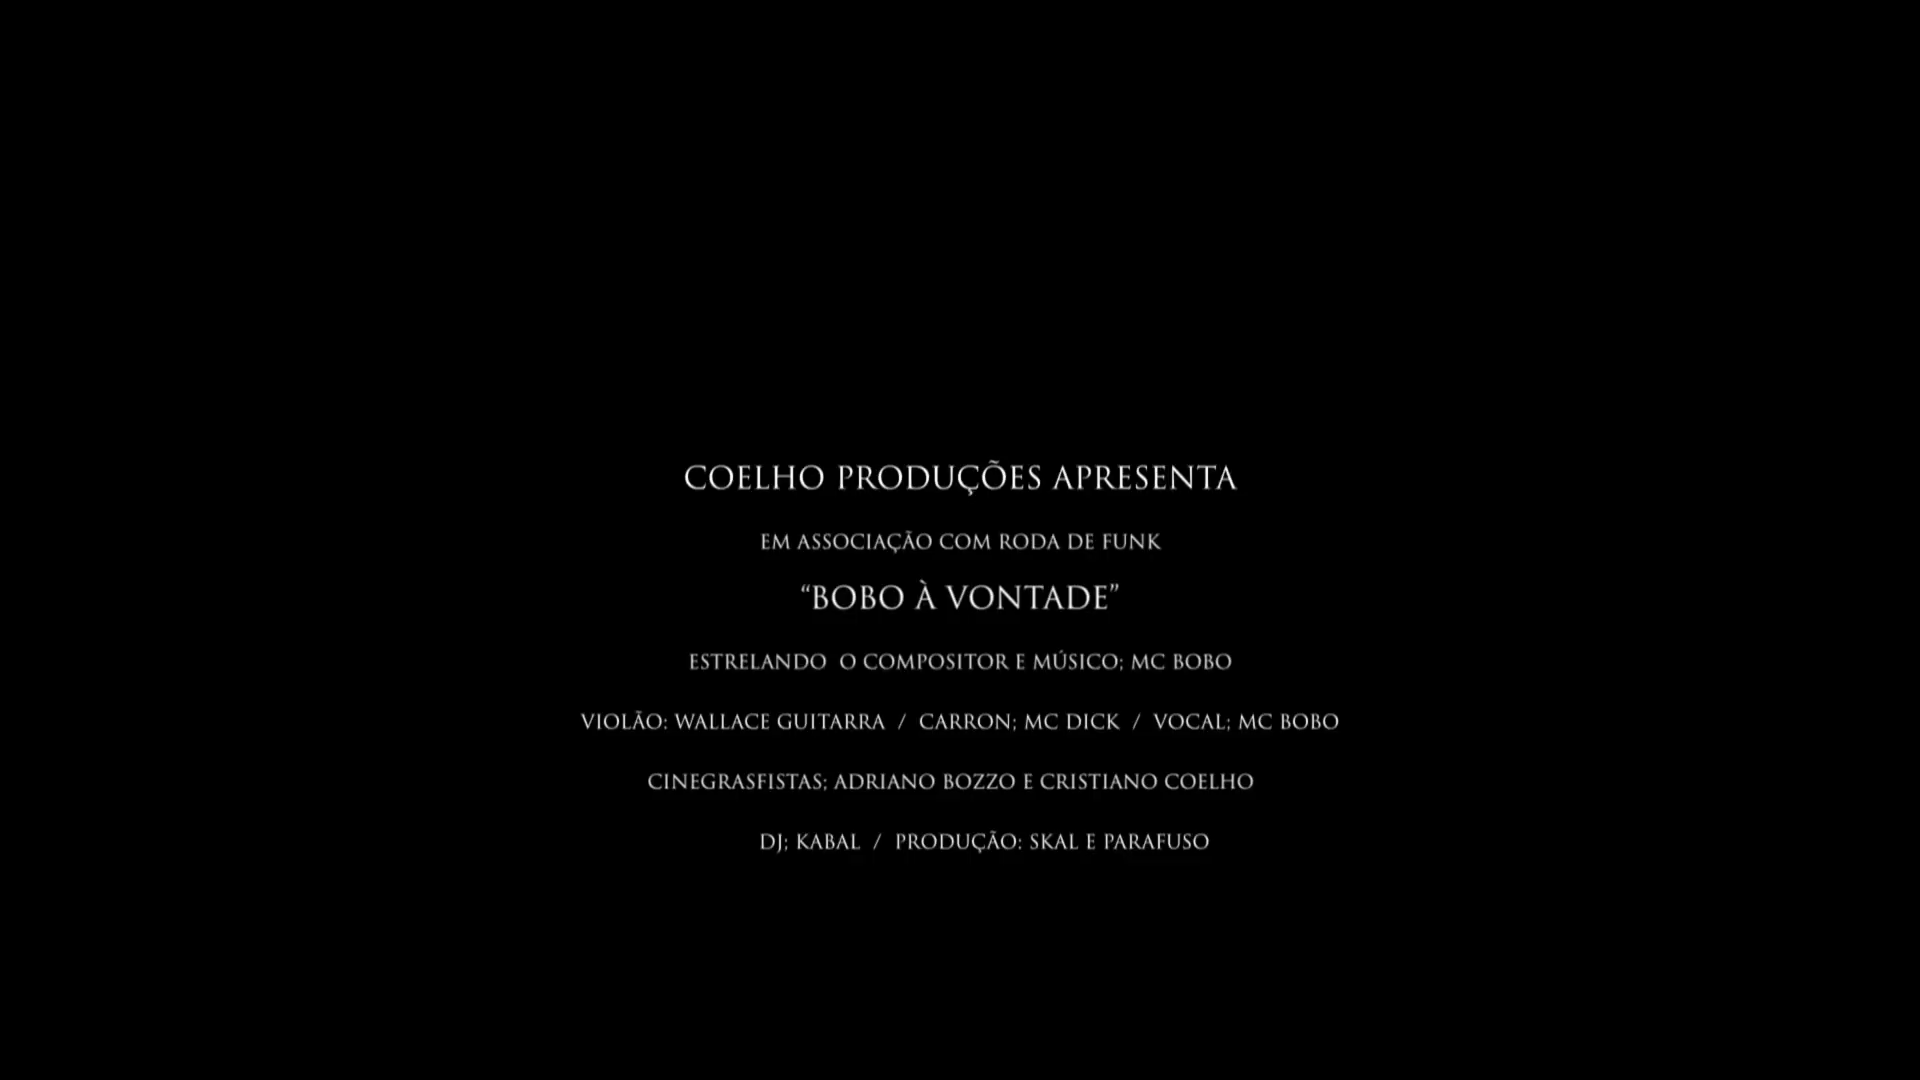 COELHO PRODUÇÕES APRESENTA
EM ASSOCIAÇÃO COM RODA DE FUNK
“BOBO À VONTADE”
ESTRELANDO O COMPOSITOR E MÚSICO; MC BOBO
VIOLÃO: WALLACE GUITARRA / CARRON; MC DICK / VOCAL; MC BOBO
CINEGRASFISTAS; ADRIANO BOZZO E CRISTIANO COELHO
DJ; KABAL / PRODUÇÃO: SKAL E PARAFUSO